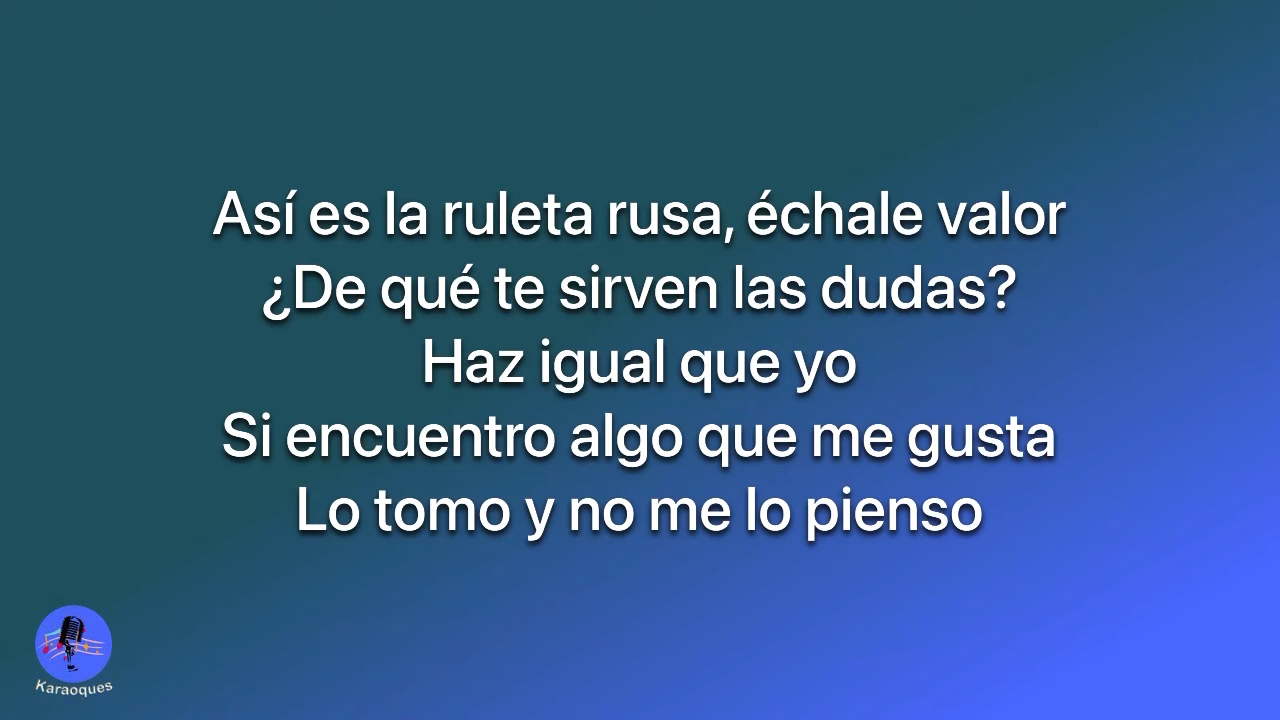 Así es la ruleta rusa, échale valor
¿De qué te sirven las dudas?
Haz igual que yo
Si encuentro algo que me gusta
Lo tomo y no me lo pienso
Karaoques